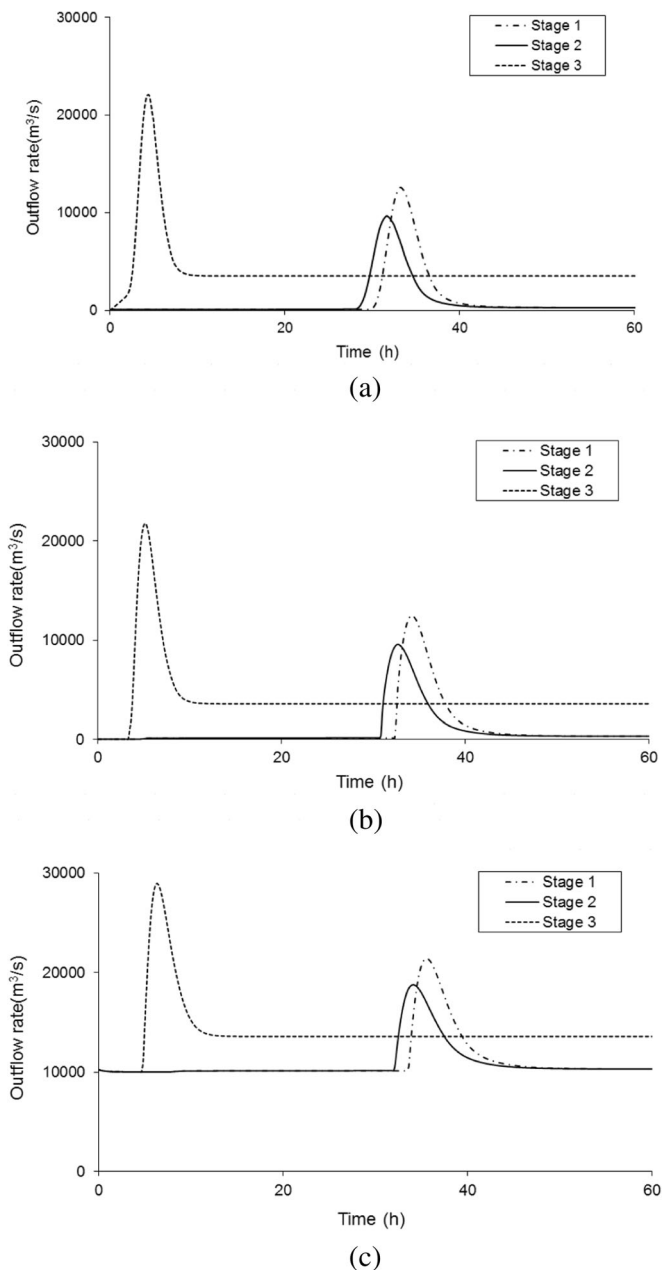 30000
20000
10000
0
Outflow rate(m³/s)
Stage 1
Stage 2
Stage 3
0 20 40 60
Time (h)
(a)
30000
20000
10000
0
Outflow rate(m³/s)
Stage 1
Stage 2
Stage 3
0 20 40 60
Time (h)
(b)
30000
20000
10000
0
Outflow rate(m³/s)
Stage 1
Stage 2
Stage 3
0 20 40 60
Time (h)
(c)